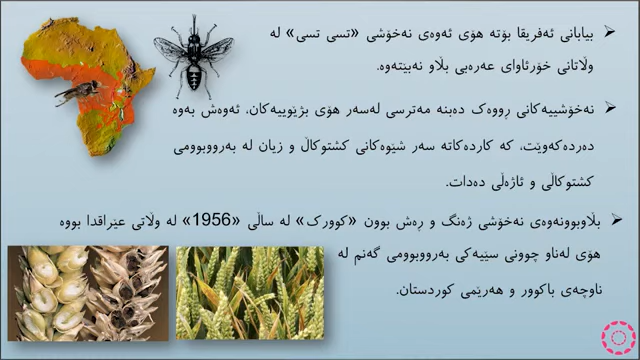 بیابانی ئەفریقا بۆتە هۆی ئەوەی نەخۆشی «تسی تسی» لە
وڵاتانی خۆرئاوای عەرەبی بڵاو نەبێتەوە.
نەخۆشییەکانی ڕووەک دەبنە مەترسی لەسەر هۆی بژێوییەکان، ئەوەش بەوە
دەردەکەوێت، کە کاردەکاتە سەر شێوەکانی کشتوکاڵ و زیان لە بەرووبوومی
کشتوکاڵی و ئاژەڵی دەدات.
بڵاوبوونەوەی نەخۆشی ژەنگ و ڕەش بوون «کوورک» لە ساڵی «1956» لە وڵاتی عێراقدا بووە
هۆی لەناو چوونی سێیەکی بەرووبوومی گەنم لە
ناوچەی باکوور و هەرێمی کوردستان.